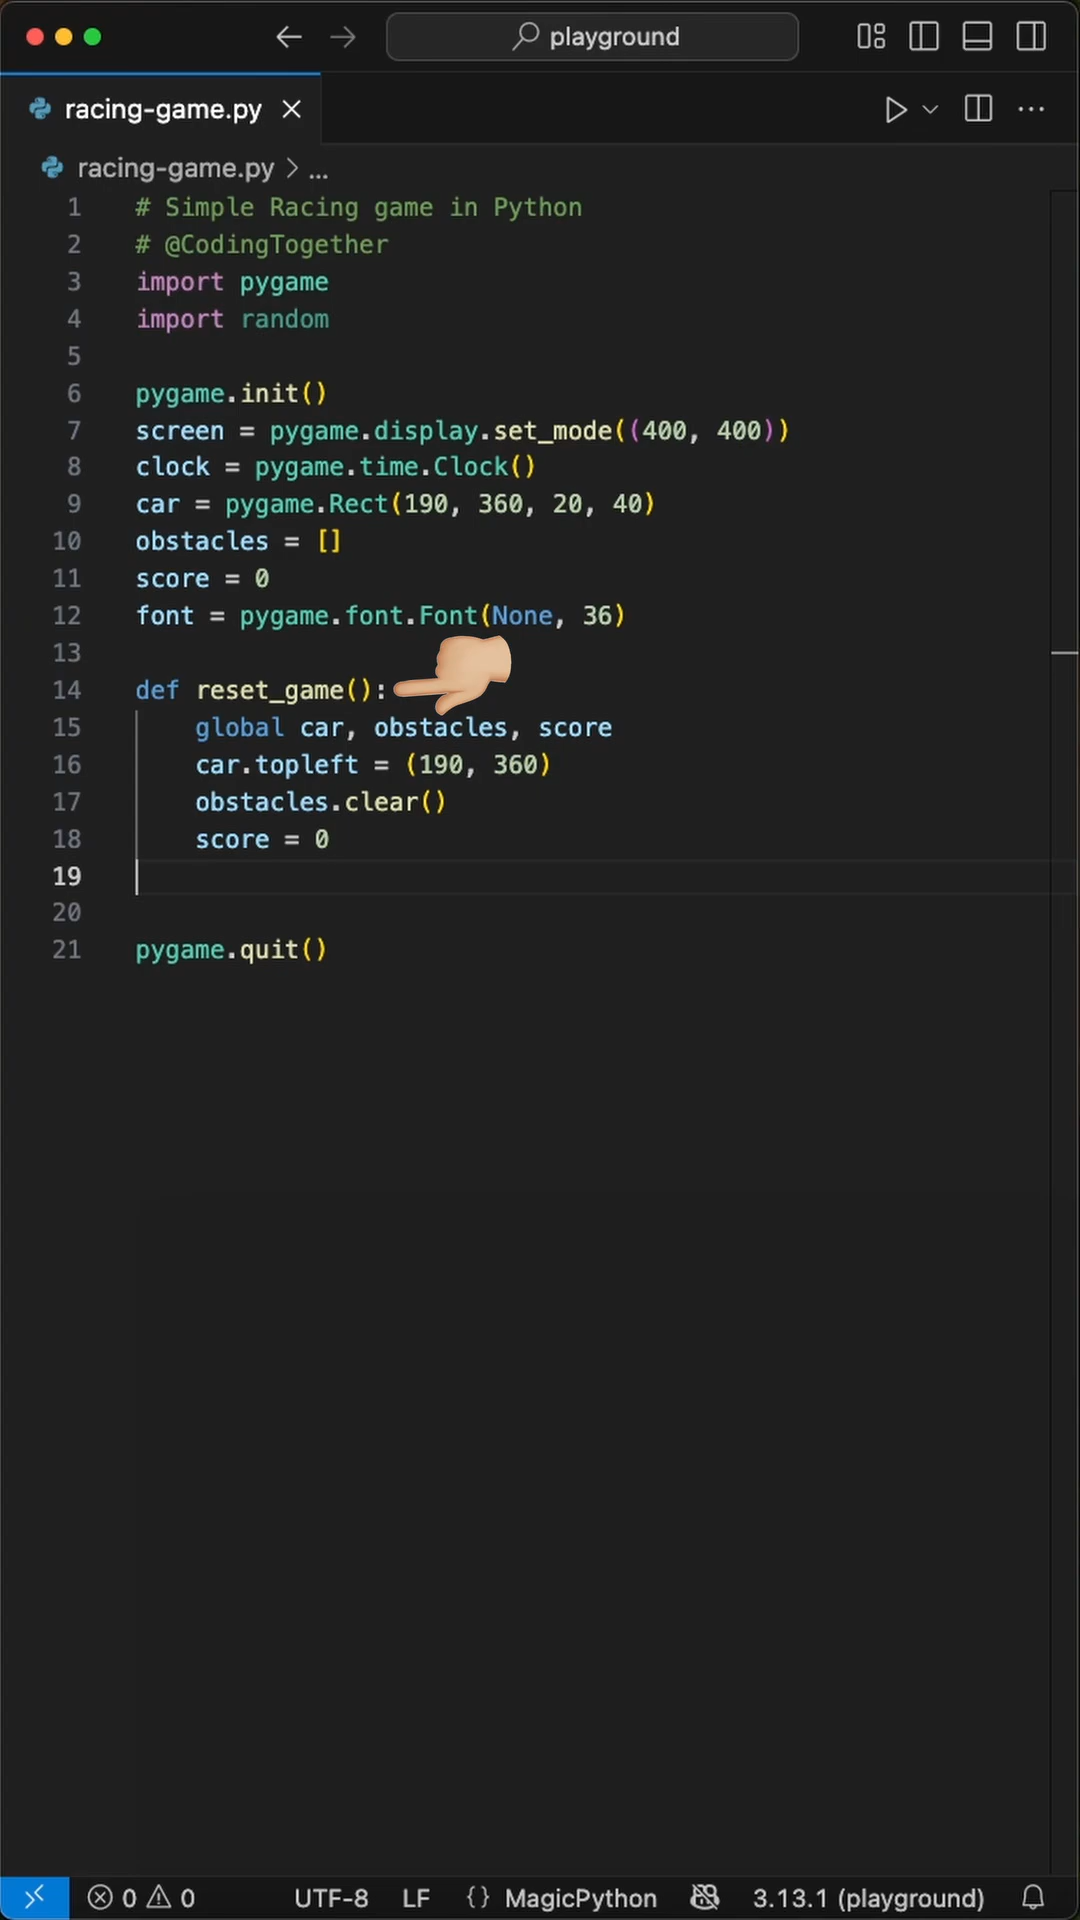 playground
racing-game.py
racing-game.py > ...
1 # Simple Racing game in Python
2 # @CodingTogether
3 import pygame
4 import random
5
6 pygame.init()
7 screen = pygame.display.set_mode((400, 400))
8 clock = pygame.time.Clock()
9 car = pygame.Rect(190, 360, 20, 40)
10 obstacles = []
11 score = 0
12 font = pygame.font.Font(None, 36)
13
14 def reset_game():
15     global car, obstacles, score
16     car.topleft = (190, 360)
17     obstacles.clear()
18     score = 0
19
20
21 pygame.quit()
0 0 UTF-8 LF {} MagicPython 3.13.1 (playground)